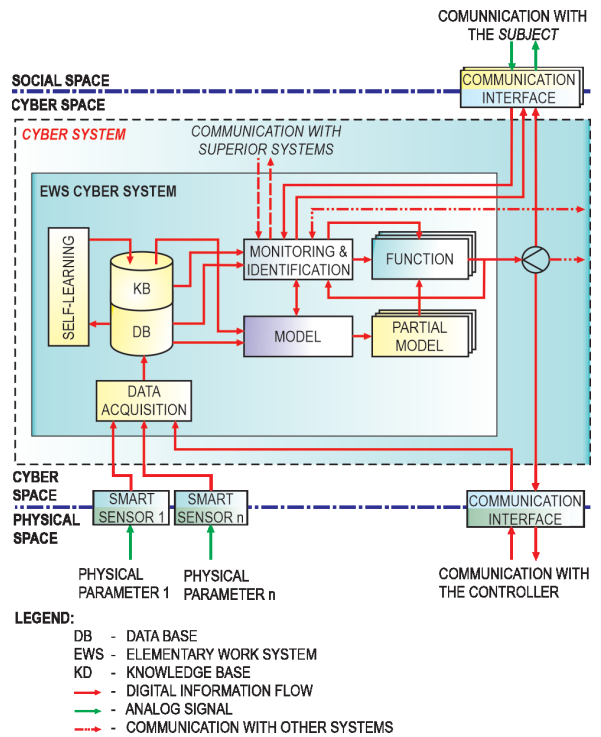 COMUNNICATION WITH
THE SUBJECT
SOCIAL SPACE
CYBER SPACE
COMMUNICATION
INTERFACE
CYBER SYSTEM
COMMUNICATION WITH
SUPERIOR SYSTEMS
EWS CYBER SYSTEM
SELF-LEARNING
KB
DB
MONITORING &
IDENTIFICATION
FUNCTION
MODEL
PARTIAL
MODEL
DATA
ACQUISITION
CYBER
SPACE
PHYSICAL
SPACE
SMART
SENSOR 1
SMART
SENSOR n
COMMUNICATION
INTERFACE
PHYSICAL
PARAMETER 1
PHYSICAL
PARAMETER n
COMMUNICATION WITH
THE CONTROLLER
LEGEND:
DB - DATA BASE
EWS - ELEMENTARY WORK SYSTEM
KD - KNOWLEDGE BASE
- DIGITAL INFORMATION FLOW
- ANALOG SIGNAL
- COMMUNICATION WITH OTHER SYSTEMS